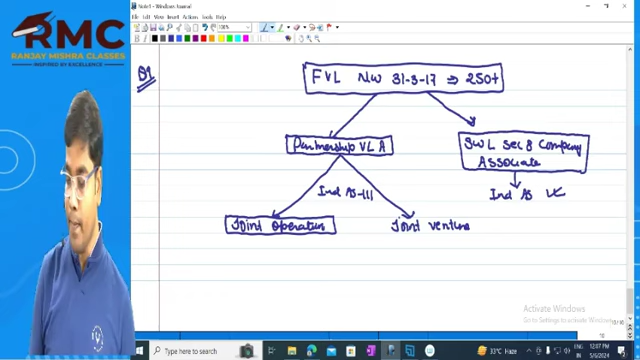 Note1 - Windows Journal
File Edit View Insert Actions Tools Help
RMC
RANJAY MISHRA CLASSES
INSPIRED BY EXCELLENCE
Q1
FVL NW 31-3-17 ⇒ 250+
Partnership VL A
SWL Sec 8 Company
Associate
Ind AS-111
Ind AS
Joint Operation
Joint Venture
Activate Windows
Go to Settings to activate Windows.
Type here to search
33°C Haze
ENG
IN
12:07 PM
5/6/2024